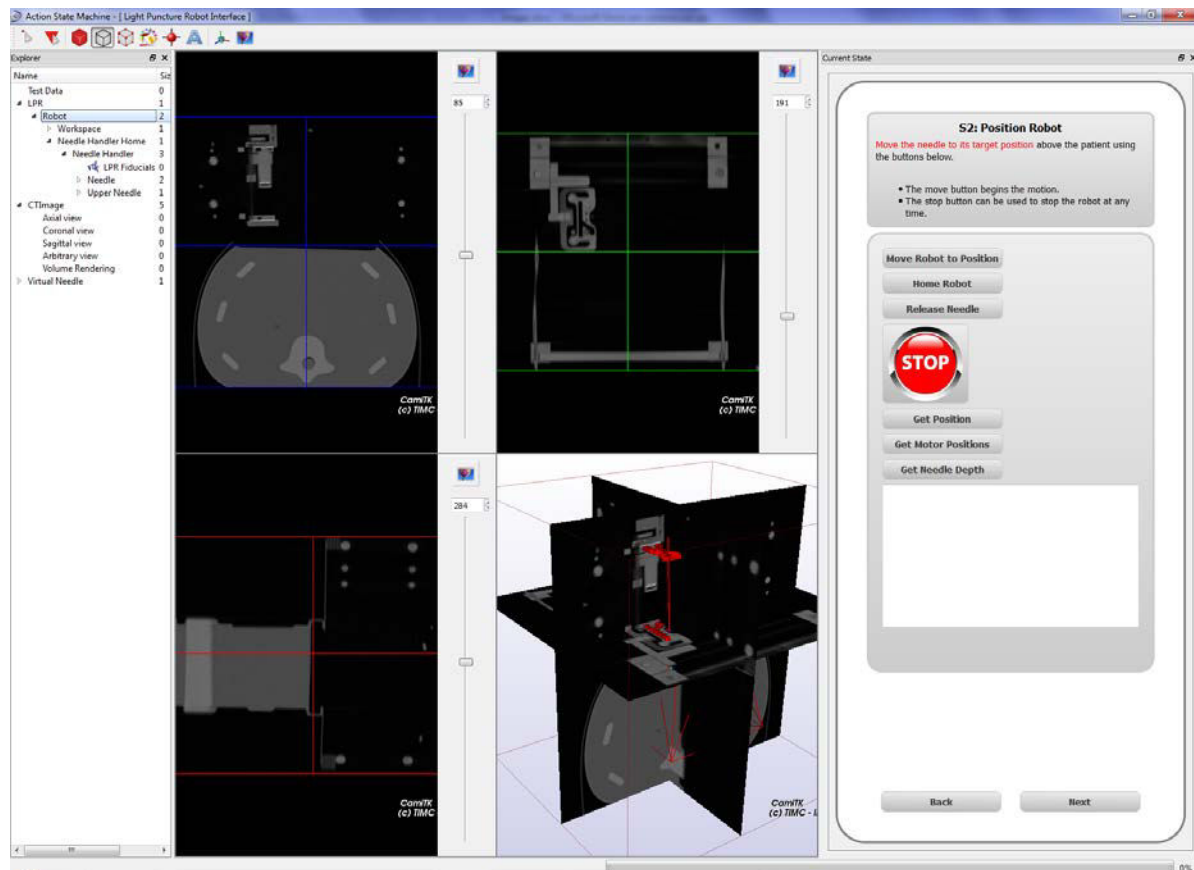 Action State Machine - [ Light Puncture Robot Interface ]
Explorer
Name
Siz
Test Data 0
LPR 1
Robot 2
Workspace 1
Needle Handler Home 1
Needle Handler 3
vtk LPR Fiducials 0
Needle 2
Upper Needle 1
CTImage 5
Axial view 0
Coronal view 0
Sagittal view 0
Arbitrary view 0
Volume Rendering 0
Virtual Needle 1
85
CamiTK
(c) TIMC
191
CamiTK
(c) TIMC
284
CamiTK
(c) TIMC
CamiTK
(c) TIMC -
Current State
S2: Position Robot
Move the needle to its target position above the patient using
the buttons below.
The move button begins the motion.
The stop button can be used to stop the robot at any
time.
Move Robot to Position
Home Robot
Release Needle
STOP
Get Position
Get Motor Positions
Get Needle Depth
Back
Next
0%